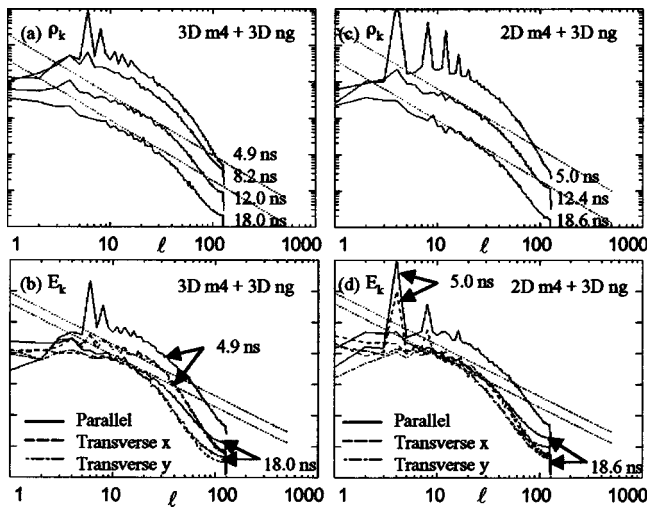 (a) ρk 3D m4 + 3D ng
4.9 ns
8.2 ns
12.0 ns
18.0 ns
1 10 100 1000
ℓ
(c) ρk 2D m4 + 3D ng
5.0 ns
12.4 ns
18.6 ns
1 10 100 1000
ℓ
(b) Ek 3D m4 + 3D ng
4.9 ns
Parallel
Transverse x
Transverse y
18.0 ns
1 10 100 1000
ℓ
(d) Ek 2D m4 + 3D ng
5.0 ns
Parallel
Transverse x
Transverse y
18.6 ns
1 10 100 1000
ℓ